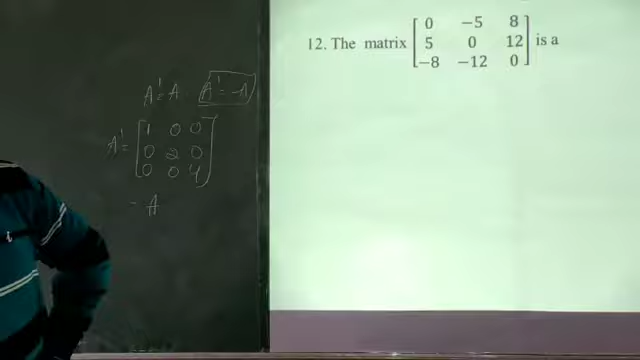 A' = A. A' = -A
A' = [1 0 0
0 2 0
0 0 4]
- A
12. The matrix [0 -5 8
5 0 12
-8 -12 0] is a